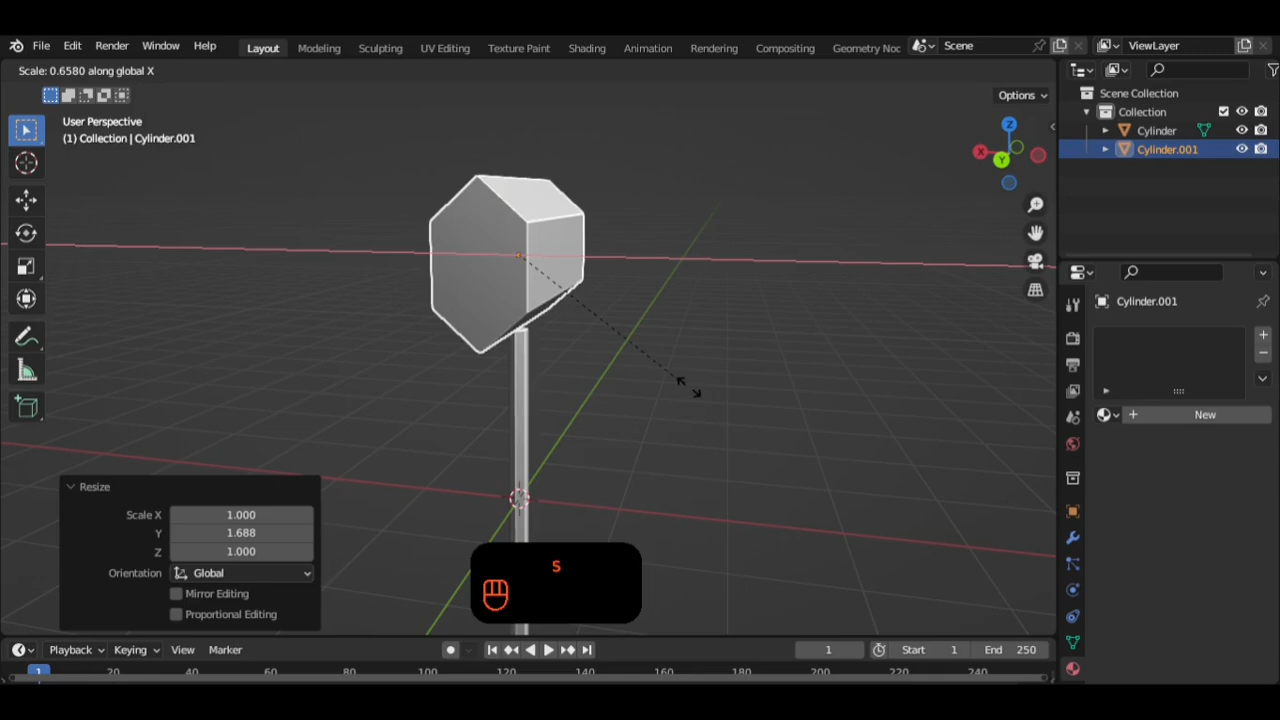 File Edit Render Window Help Layout Modeling Sculpting UV Editing Texture Paint Shading Animation Rendering Compositing Geometry Noc Scene ViewLayer
Scale: 0.6580 along global X
Options
User Perspective
(1) Collection | Cylinder.001
Z
X
Y
Scene Collection
Collection
Cylinder
Cylinder.001
Cylinder.001
New
Resize
Scale X 1.000
Y 1.688
Z 1.000
Orientation Global
Mirror Editing
Proportional Editing
S
Playback Keying View Marker 1 Start 1 End 250
1 20 40 60 80 100 120 140 160 180 200 220 240